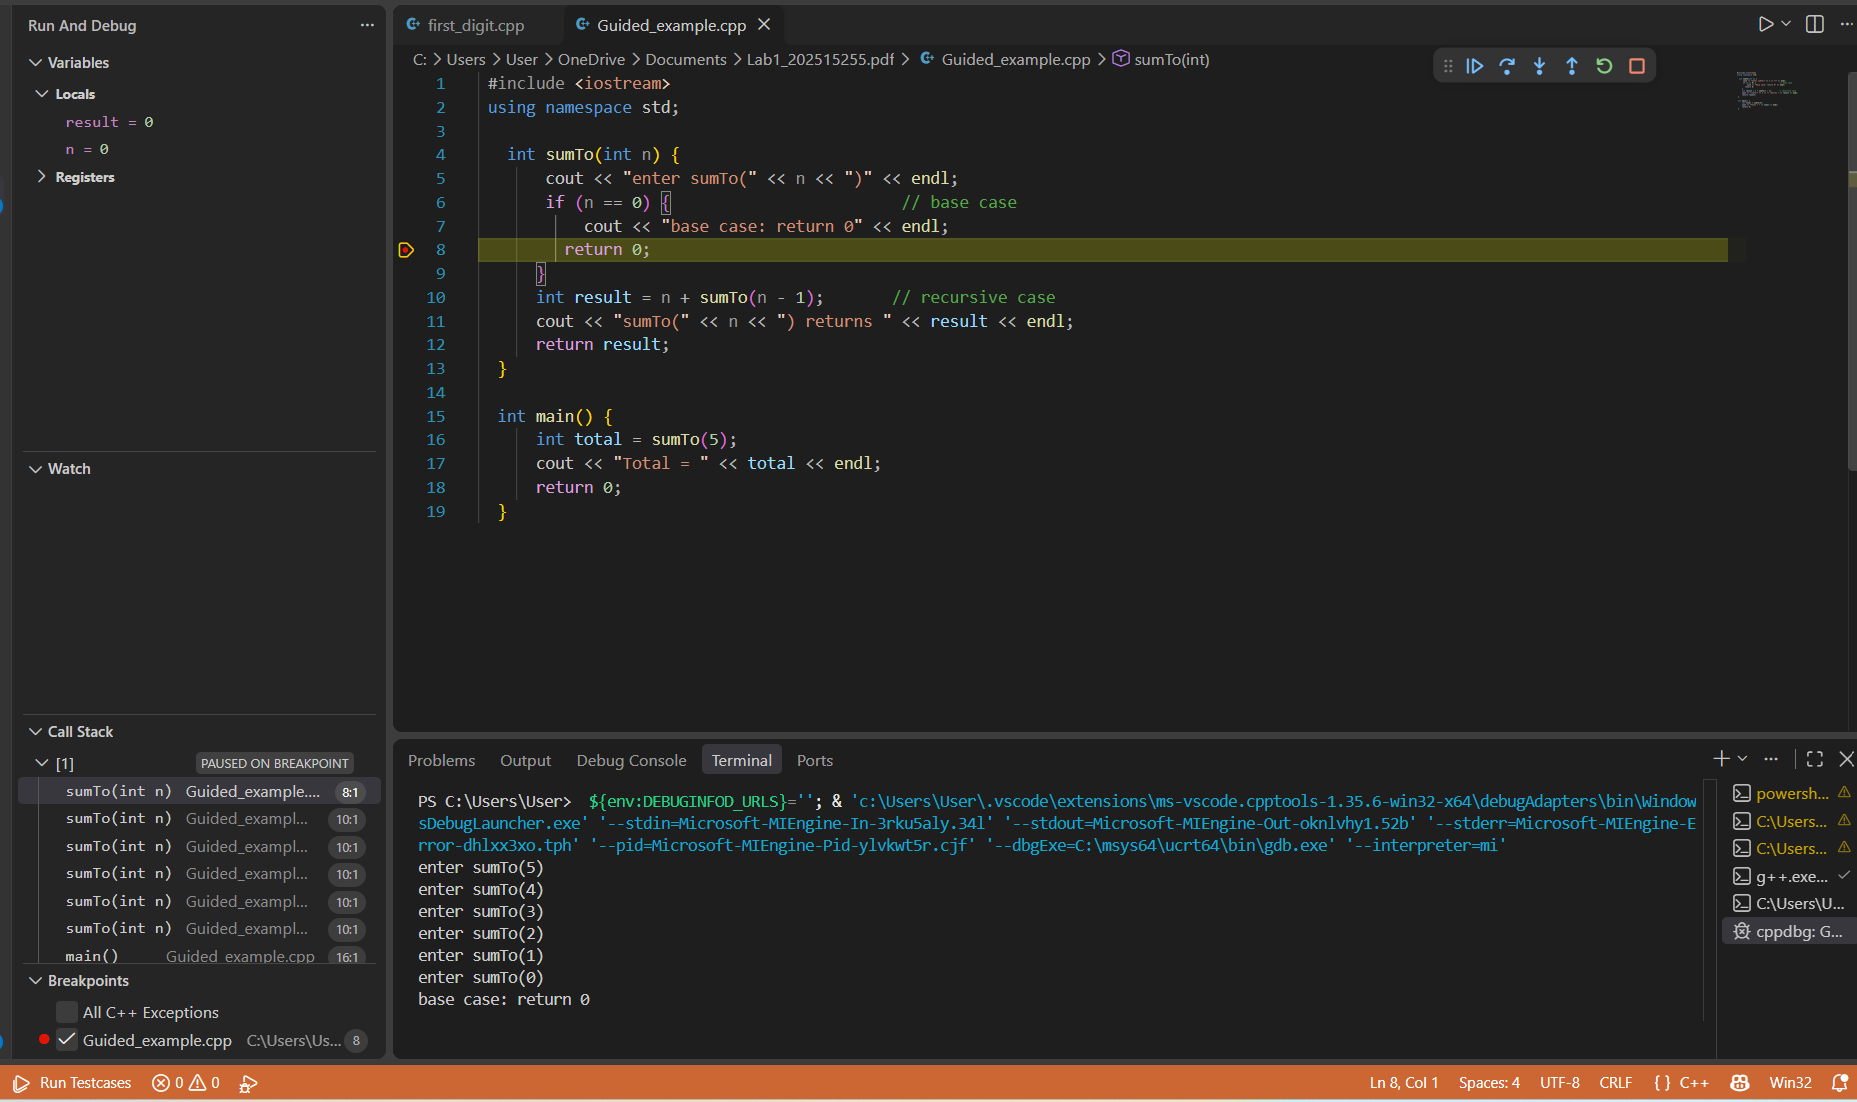 Run And Debug ···
Variables
Locals
result = 0
n = 0
Registers
Watch
Call Stack
[1] PAUSED ON BREAKPOINT
sumTo(int n) Guided_example.... 8:1
sumTo(int n) Guided_exampl... 10:1
sumTo(int n) Guided_exampl... 10:1
sumTo(int n) Guided_exampl... 10:1
sumTo(int n) Guided_exampl... 10:1
sumTo(int n) Guided_exampl... 10:1
main() Guided_example.cpp 16:1
Breakpoints
All C++ Exceptions
Guided_example.cpp C:\Users\Us... 8
first_digit.cpp Guided_example.cpp
C: > Users > User > OneDrive > Documents > Lab1_202515255.pdf > Guided_example.cpp > sumTo(int)
1 #include <iostream>
2 using namespace std;
3
4 int sumTo(int n) {
5 cout << "enter sumTo(" << n << ")" << endl;
6 if (n == 0) { // base case
7 cout << "base case: return 0" << endl;
8 return 0;
9 }
10 int result = n + sumTo(n - 1); // recursive case
11 cout << "sumTo(" << n << ") returns " << result << endl;
12 return result;
13 }
14
15 int main() {
16 int total = sumTo(5);
17 cout << "Total = " << total << endl;
18 return 0;
19 }
Problems Output Debug Console Terminal Ports
PS C:\Users\User> ${env:DEBUGINFOD_URLS}=''; & 'c:\Users\User\.vscode\extensions\ms-vscode.cpptools-1.35.6-win32-x64\debugAdapters\bin\Window
sDebugLauncher.exe' '--stdin=Microsoft-MIEngine-In-3rku5aly.34l' '--stdout=Microsoft-MIEngine-Out-oknlvhy1.52b' '--stderr=Microsoft-MIEngine-E
rror-dhlxx3xo.tph' '--pid=Microsoft-MIEngine-Pid-ylvkwt5r.cjf' '--dbgExe=C:\msys64\ucrt64\bin\gdb.exe' '--interpreter=mi'
enter sumTo(5)
enter sumTo(4)
enter sumTo(3)
enter sumTo(2)
enter sumTo(1)
enter sumTo(0)
base case: return 0
powersh...
C:\Users...
C:\Users...
g++.exe...
C:\Users\U...
cppdbg: G...
Run Testcases 0 0 Ln 8, Col 1 Spaces: 4 UTF-8 CRLF { } C++ Win32